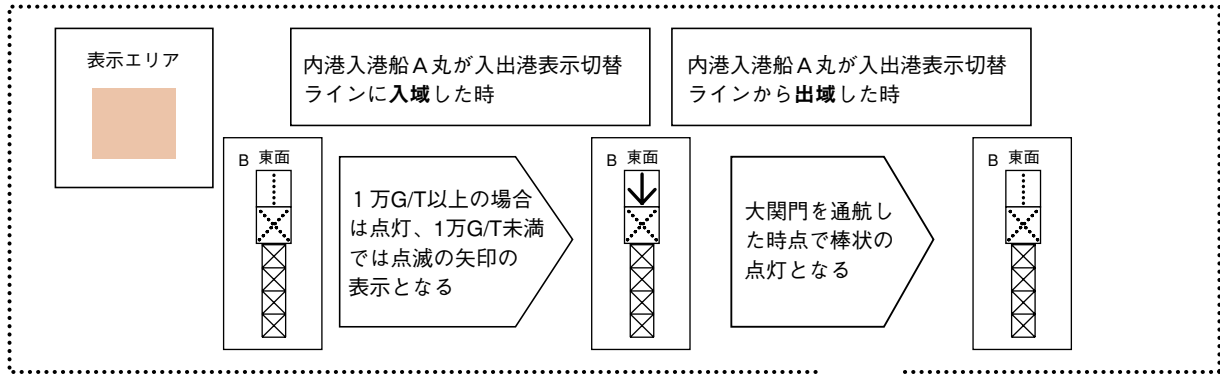 表示エリア
内港入港船Ａ丸が入出港表示切替
ラインに入域した時
内港入港船Ａ丸が入出港表示切替
ラインから出域した時
B 東面
１万G/T以上の場合
は点灯、1万G/T未満
では点滅の矢印の
表示となる
B 東面
大関門を通航し
た時点で棒状の
点灯となる
B 東面